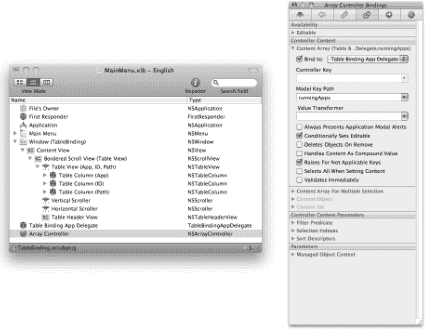 MainMenu.xib – English
View Mode
Inspector
Search Field
Name
Type
File's Owner
NSApplication
First Responder
FirstResponder
Application
NSApplication
Main Menu
NSMenu
Window (TableBinding)
NSWindow
Content View
NSView
Bordered Scroll View (Table View)
NSScrollView
Table View (App, ID, Path)
NSTableView
Table Column (App)
NSTableColumn
Table Column (ID)
NSTableColumn
Table Column (Path)
NSTableColumn
Vertical Scroller
NSScroller
Horizontal Scroller
NSScroller
Table Header View
NSTableHeaderView
Table Binding App Delegate
TableBindingAppDelegate
Array Controller
NSArrayController
TableBinding.xcodeproj
Array Controller Bindings
Availability
Editable
Controller Content
Content Array (Table B... Delegate.runningApps)
Bind to:
Table Binding App Delegate
Controller Key
Model Key Path
runningApps
Value Transformer
Always Presents Application Modal Alerts
Conditionally Sets Editable
Deletes Objects On Remove
Handles Content As Compound Value
Raises For Not Applicable Keys
Selects All When Setting Content
Validates Immediately
Content Array For Multiple Selection
Content Object
Content Set
Controller Content Parameters
Filter Predicate
Selection Indexes
Sort Descriptors
Parameters
Managed Object Context